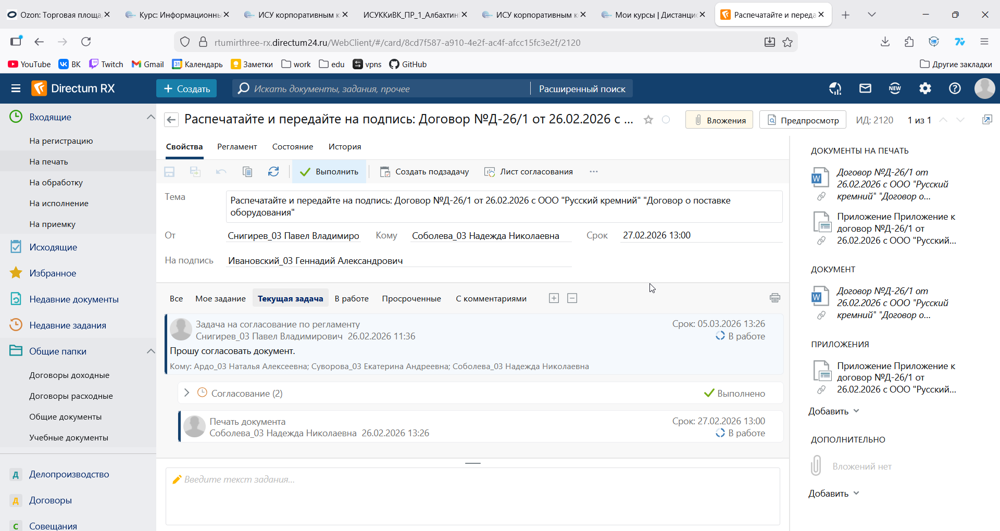 Ozon: Торговая площа
Курс: Информационнь
ИСУ корпоративным к
ИСУККиВК_ПР_1_Албахтин
ИСУ корпоративным к
Мои курсы | Дистанци
Распечатайте и переда
rtumirthree-rx.directum24.ru/WebClient/#/card/8cd7f587-a910-4e2f-ac4f-afcc15fc3e2f/2120
YouTube
ВК
Twitch
Gmail
Календарь
Заметки
work
edu
vpns
GitHub
Другие закладки
Directum RX
Создать
Искать документы, задания, прочее
Расширенный поиск
NEW
Входящие
На регистрацию
На печать
На обработку
На исполнение
На приемку
Исходящие
Избранное
Недавние документы
Недавние задания
Общие папки
Договоры доходные
Договоры расходные
Общие документы
Учебные документы
Д Делопроизводство
Д Договоры
С Совещания
Распечатайте и передайте на подпись: Договор №Д-26/1 от 26.02.2026 с ...
Вложения
Предпросмотр
ИД: 2120
1 из 1
Свойства
Регламент
Состояние
История
Выполнить
Создать подзадачу
Лист согласования
Тема
Распечатайте и передайте на подпись: Договор №Д-26/1 от 26.02.2026 с ООО "Русский кремний" "Договор о поставке
оборудования"
От
Снигирев_03 Павел Владимиро
Кому
Соболева_03 Надежда Николаевна
Срок
27.02.2026 13:00
На подпись
Ивановский_03 Геннадий Александрович
Все
Мое задание
Текущая задача
В работе
Просроченные
С комментариями
Задача на согласование по регламенту
Срок: 05.03.2026 13:26
Снигирев_03 Павел Владимирович 26.02.2026 11:36
В работе
Прошу согласовать документ.
Кому: Ардо_03 Наталья Алексеевна; Суворова_03 Екатерина Андреевна; Соболева_03 Надежда Николаевна
Согласование (2)
Выполнено
Печать документа
Срок: 27.02.2026 13:00
Соболева_03 Надежда Николаевна 26.02.2026 13:26
В работе
Введите текст задания...
ДОКУМЕНТЫ НА ПЕЧАТЬ
Договор №Д-26/1 от
26.02.2026 с ООО "Русский
кремний" "Договор о...
Приложение Приложение к
договор №Д-26/1 от
26.02.2026 с ООО "Русский...
ДОКУМЕНТ
Договор №Д-26/1 от
26.02.2026 с ООО "Русский
кремний" "Договор о...
ПРИЛОЖЕНИЯ
Приложение Приложение к
договор №Д-26/1 от
26.02.2026 с ООО "Русский...
Добавить
ДОПОЛНИТЕЛЬНО
Вложений нет
Добавить